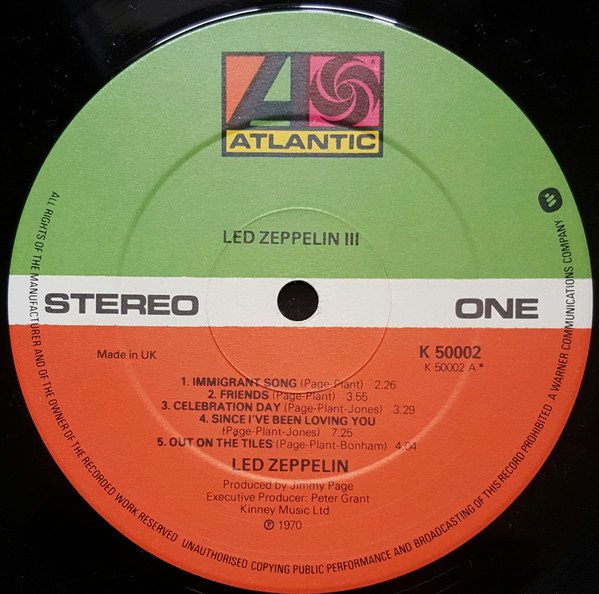 ATLANTIC
LED ZEPPELIN III
STEREO ONE
Made in UK
K 50002
K 50002 A*
1. IMMIGRANT SONG (Page-Plant) 2.26
2. FRIENDS (Page-Plant) 3.55
3. CELEBRATION DAY (Page-Plant-Jones) 3.29
4. SINCE I'VE BEEN LOVING YOU
(Page-Plant-Jones) 7.25
5. OUT ON THE TILES (Page-Plant-Bonham) 4.04
LED ZEPPELIN
Produced by Jimmy Page
Executive Producer: Peter Grant
Kinney Music Ltd
℗ 1970
ALL RIGHTS OF THE MANUFACTURER AND OF THE OWNER OF THE RECORDED WORK RESERVED UNAUTHORISED COPYING PUBLIC PERFORMANCE AND BROADCASTING OF THIS RECORD PROHIBITED A WARNER COMMUNICATIONS COMPANY